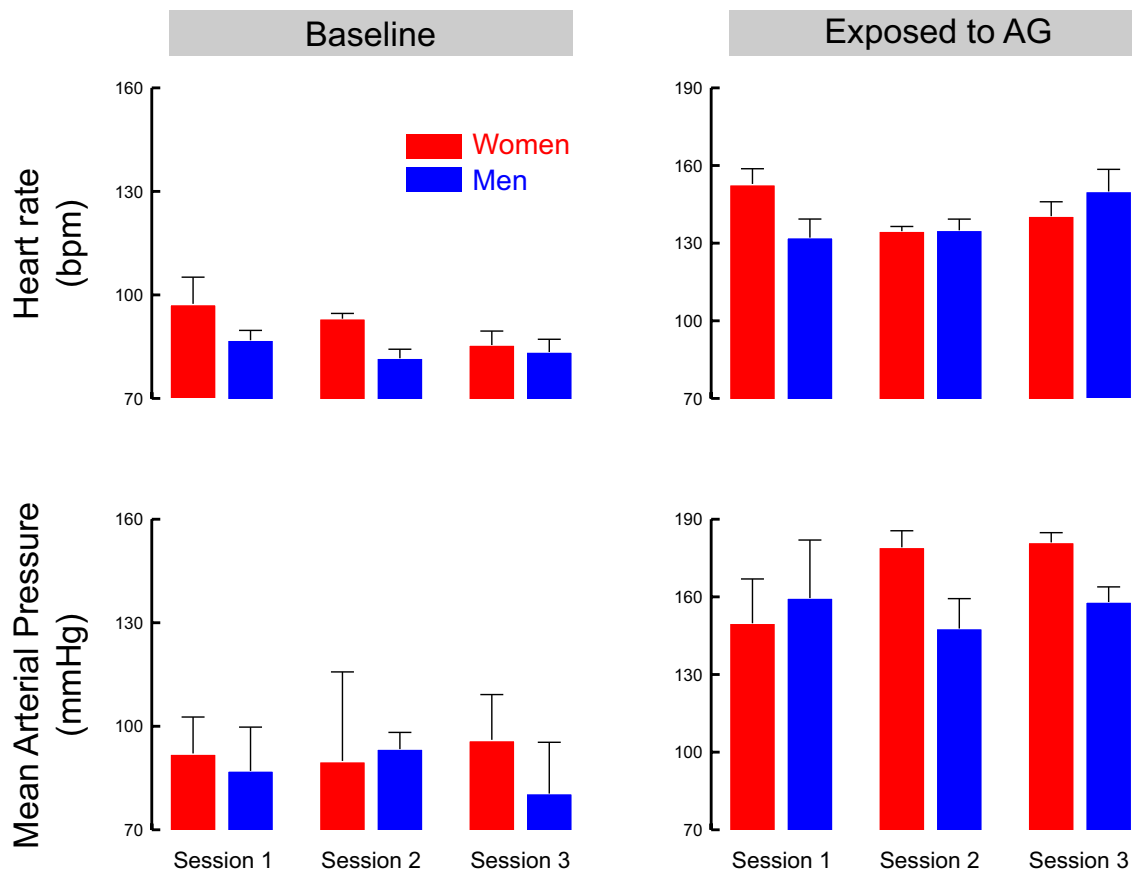 Baseline
Exposed to AG
Heart rate
(bpm)
160
130
100
70
Women
Men
190
160
130
100
70
Mean Arterial Pressure
(mmHg)
160
130
100
70
Session 1
Session 2
Session 3
190
160
130
100
70
Session 1
Session 2
Session 3